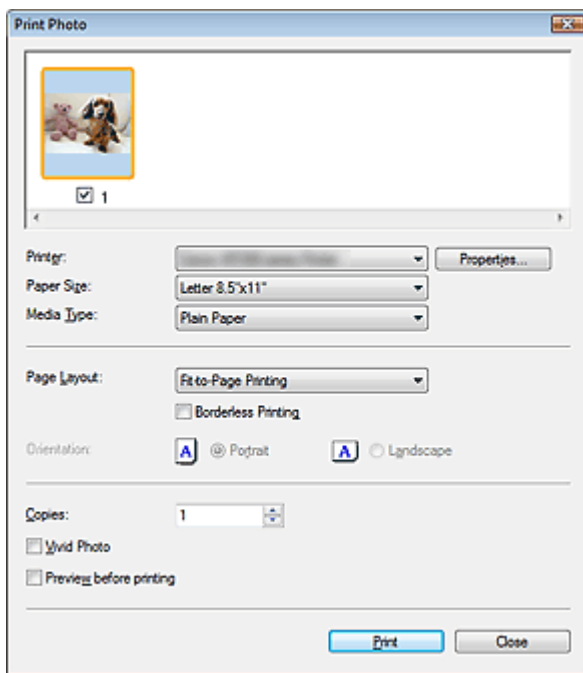 Print Photo
1
Printer:
Properties...
Paper Size: Letter 8.5"x11"
Media Type: Plain Paper
Page Layout: Fit-to-Page Printing
Borderless Printing
Orientation: A Portrait A Landscape
Copies: 1
Vivid Photo
Preview before printing
Print Close